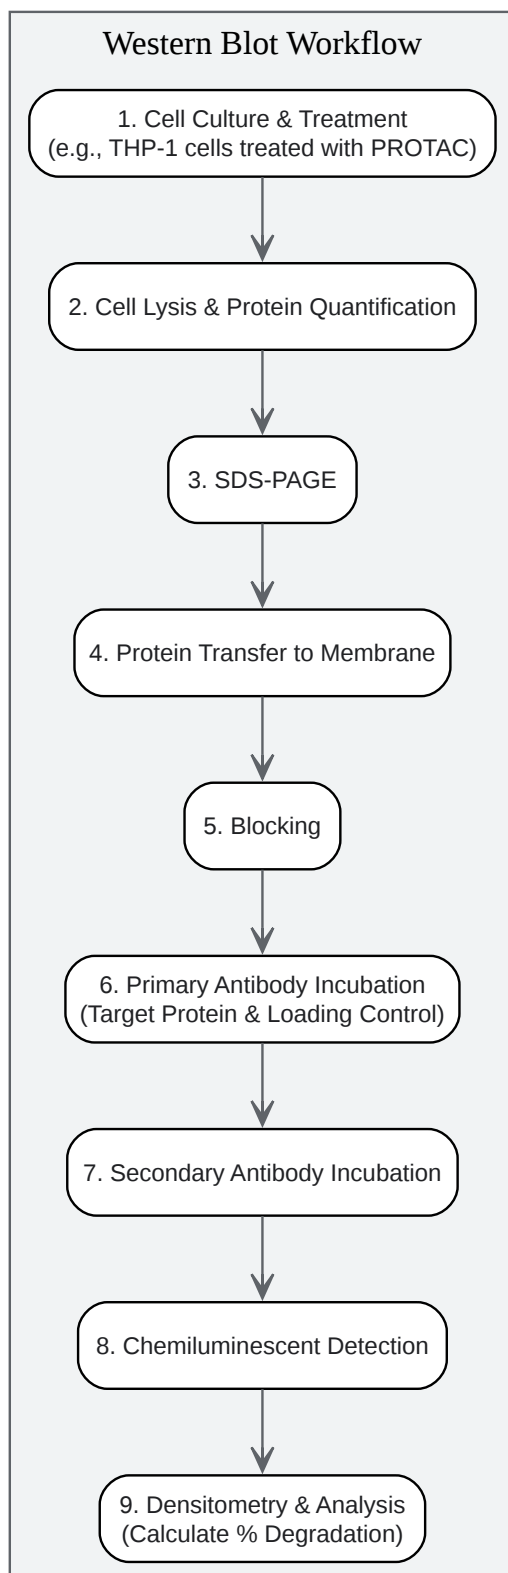 Western Blot Workflow
1. Cell Culture & Treatment
(e.g., THP-1 cells treated with PROTAC)
2. Cell Lysis & Protein Quantification
3. SDS-PAGE
4. Protein Transfer to Membrane
5. Blocking
6. Primary Antibody Incubation
(Target Protein & Loading Control)
7. Secondary Antibody Incubation
8. Chemiluminescent Detection
9. Densitometry & Analysis
(Calculate % Degradation)